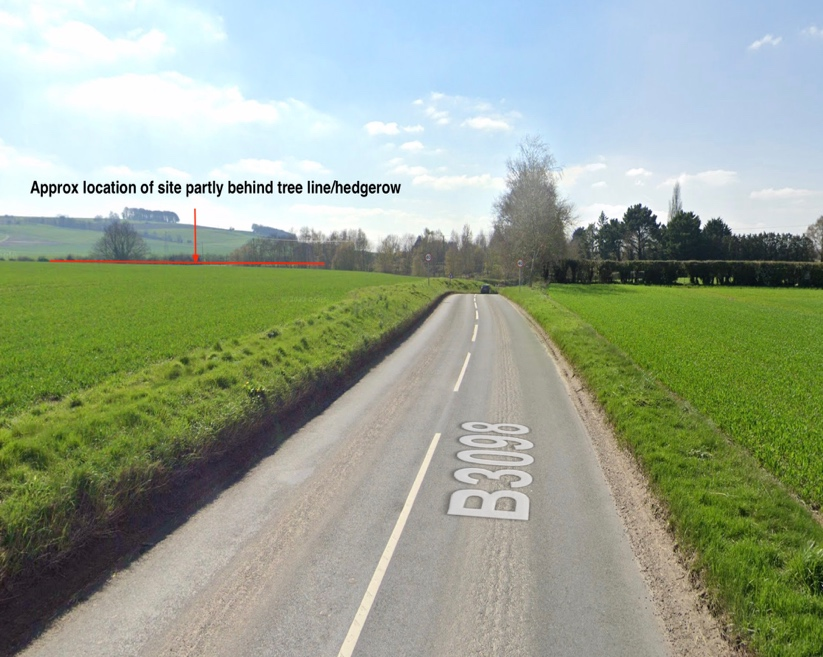 Approx location of site partly behind tree line/hedgerow
B3098